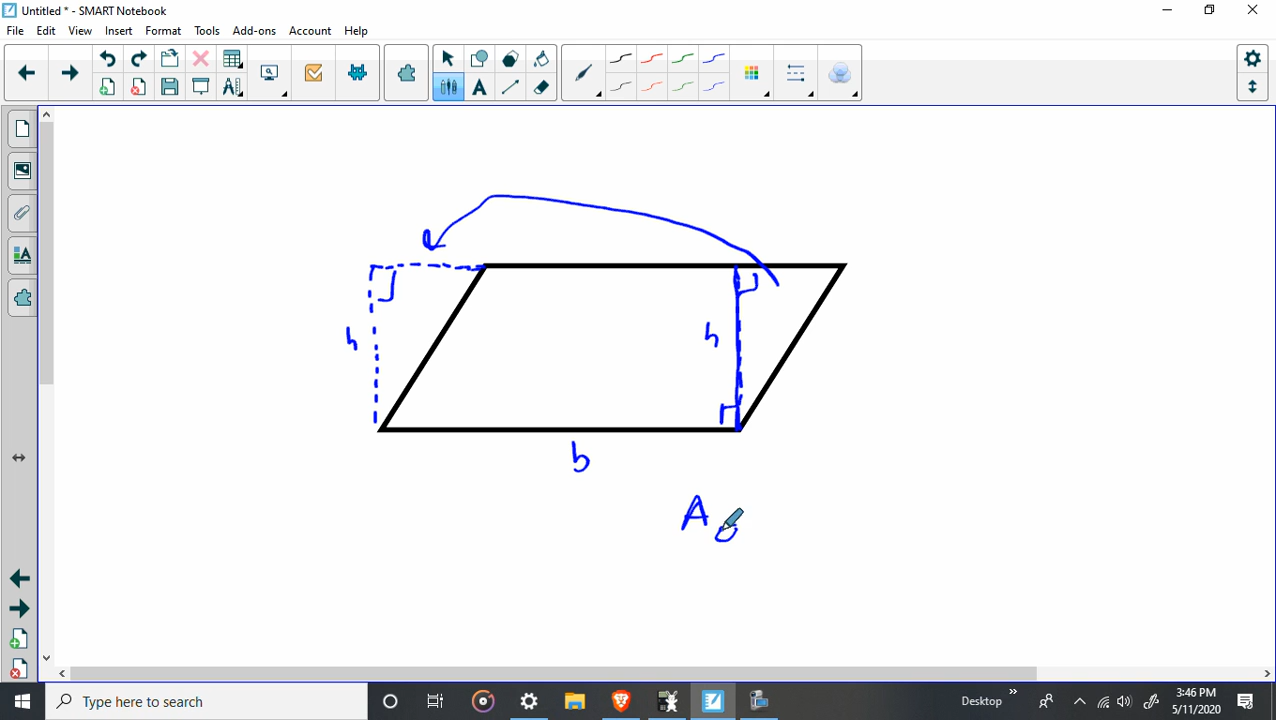 Untitled * - SMART Notebook
File Edit View Insert Format Tools Add-ons Account Help
h
h
b
A
Type here to search
Desktop
3:46 PM
5/11/2020